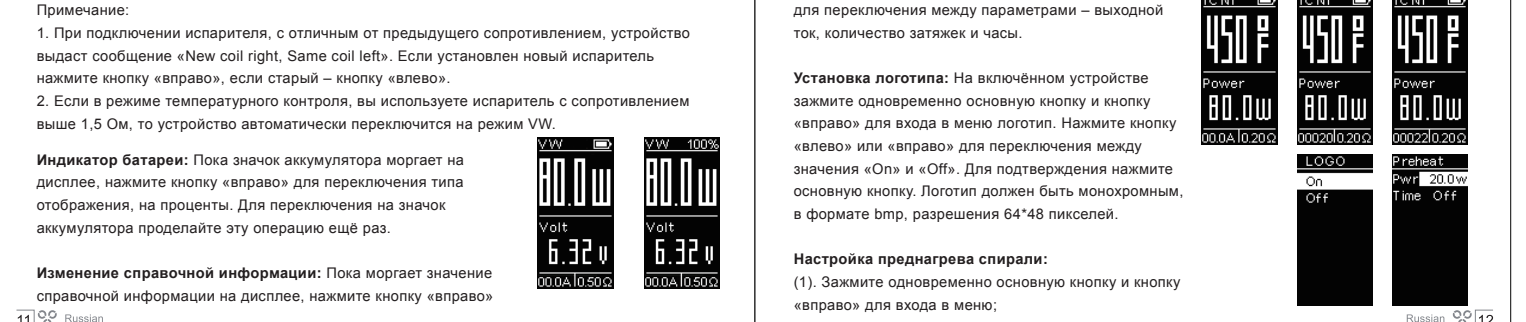 Примечание:
1. При подключении испарителя, с отличным от предыдущего сопротивлением, устройство
выдаст сообщение «New coil right, Same coil left». Если установлен новый испаритель
нажмите кнопку «вправо», если старый – кнопку «влево».
2. Если в режиме температурного контроля, вы используете испаритель с сопротивлением
выше 1,5 Ом, то устройство автоматически переключится на режим VW.
Индикатор батареи: Пока значок аккумулятора моргает на
дисплее, нажмите кнопку «вправо» для переключения типа
отображения, на проценты. Для переключения на значок
аккумулятора проделайте эту операцию ещё раз.
Изменение справочной информации: Пока моргает значение
справочной информации на дисплее, нажмите кнопку «вправо»
VW
80.0w
Volt
6.32v
00.0A 0.50Ω
VW 100%
80.0w
Volt
6.32v
00.0A 0.50Ω
11 Russian
для переключения между параметрами – выходной
ток, количество затяжек и часы.
Установка логотипа: На включённом устройстве
зажмите одновременно основную кнопку и кнопку
«вправо» для входа в меню логотип. Нажмите кнопку
«влево» или «вправо» для переключения между
значения «On» и «Off». Для подтверждения нажмите
основную кнопку. Логотип должен быть монохромным,
в формате bmp, разрешения 64*48 пикселей.
Настройка преднагрева спирали:
(1). Зажмите одновременно основную кнопку и кнопку
«вправо» для входа в меню;
450°F
Power
80.0w
00.0A 0.20Ω
450°F
Power
80.0w
00020 0.20Ω
450°F
Power
80.0w
00022 0.20Ω
LOGO
On
Off
Preheat
Pwr 20.0w
Time Off
Russian 12